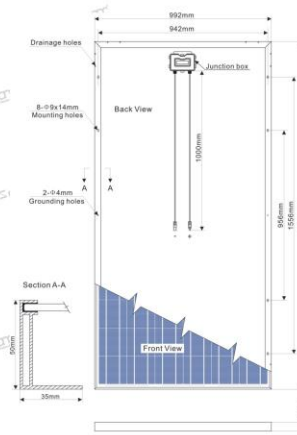 992mm
942mm
Drainage holes
Junction box
8-Φ9x14mm
Mounting holes
Back View
1000mm
A A
2-Φ4mm
Grounding holes
956mm
1556mm
Section A-A
50mm
35mm
Front View